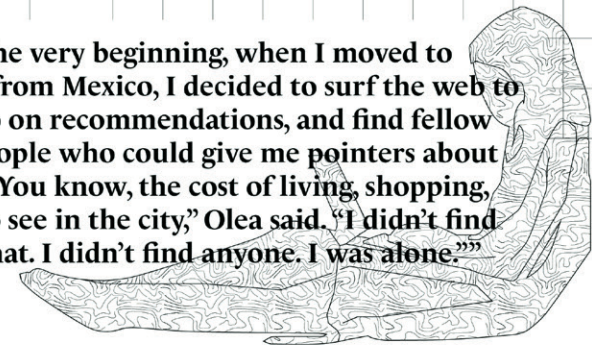 ne very beginning, when I moved to
from Mexico, I decided to surf the web to
on recommendations, and find fellow
ople who could give me pointers about
You know, the cost of living, shopping,
see in the city,” Olea said. “I didn’t find
at. I didn’t find anyone. I was alone.””